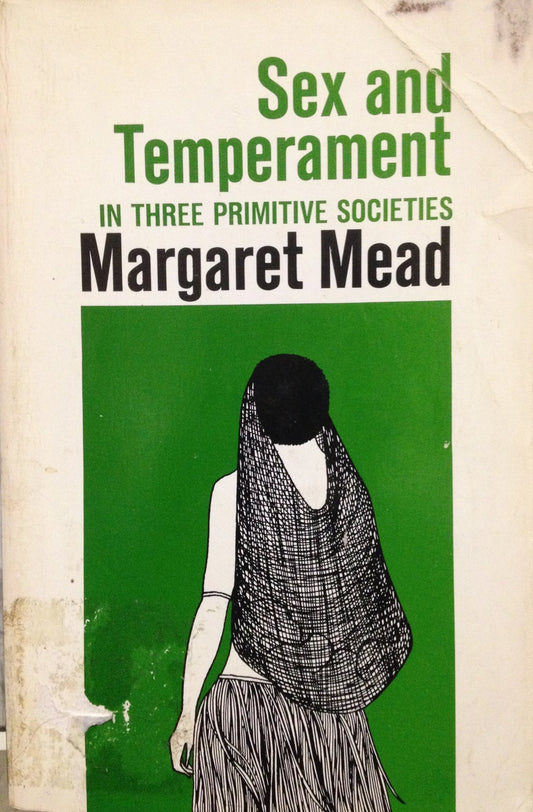 Sex and
Temperament
IN THREE PRIMITIVE SOCIETIES
Margaret Mead